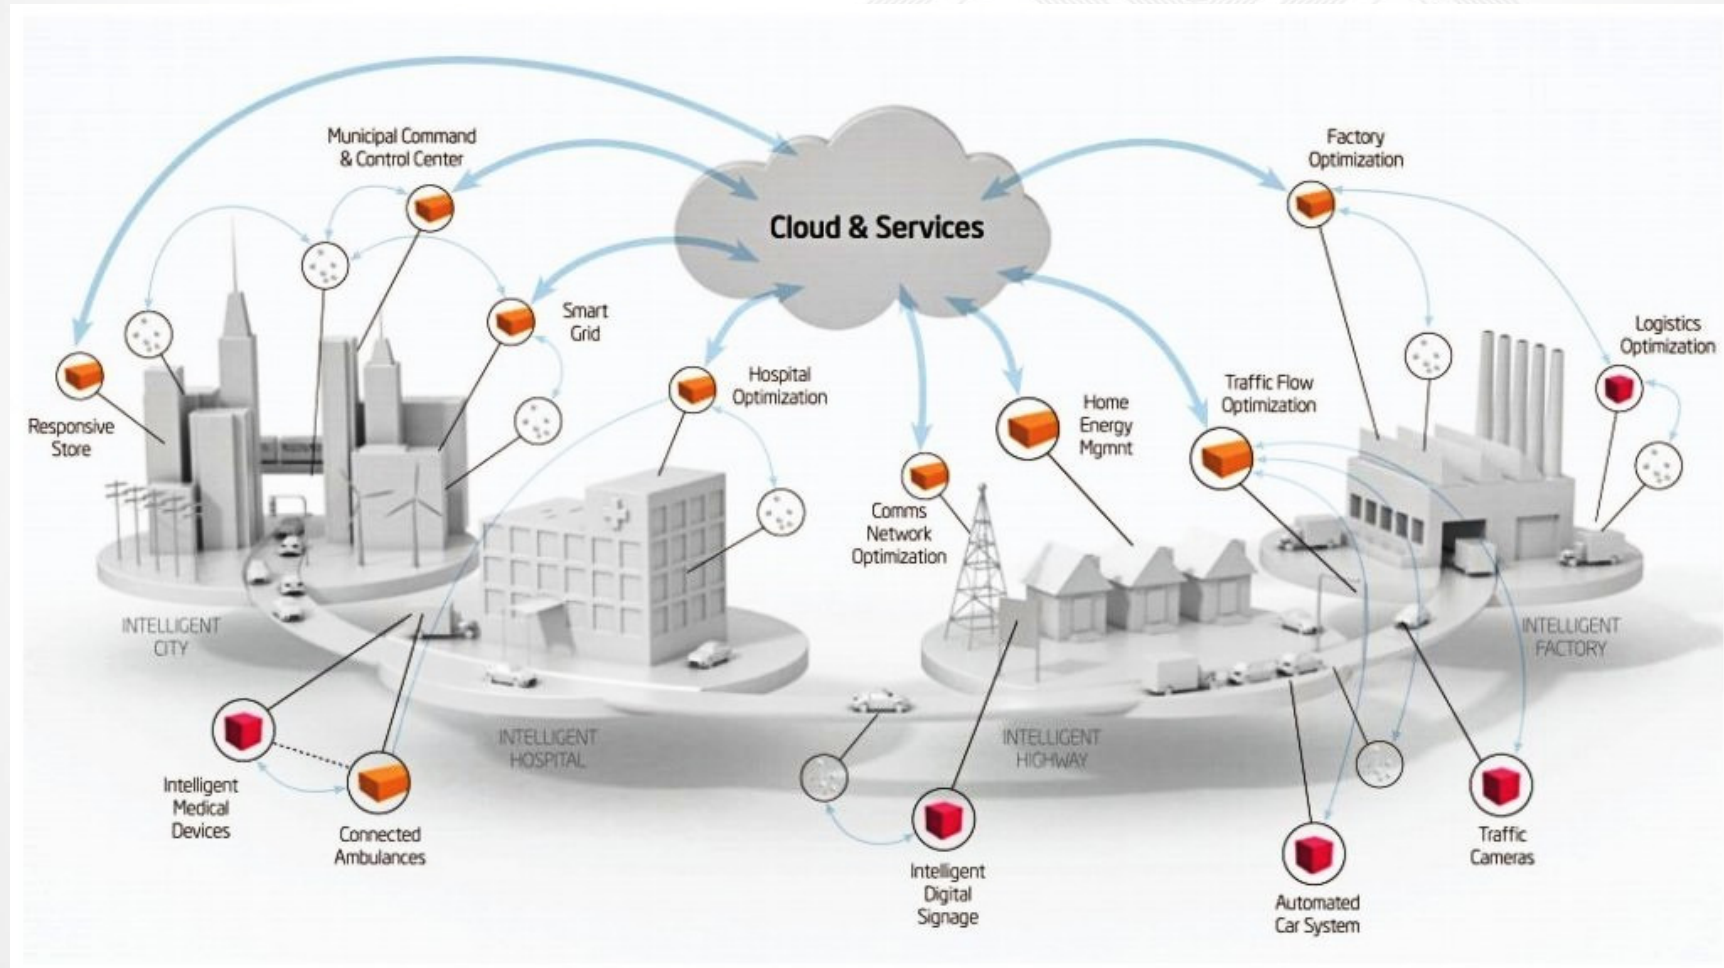 Municipal Command
& Control Center
Factory
Optimization
Cloud & Services
Smart
Grid
Logistics
Optimization
Hospital
Optimization
Traffic Flow
Optimization
Home
Energy
Mgmnt
Responsive
Store
Comms
Network
Optimization
INTELLIGENT
CITY
INTELLIGENT
FACTORY
INTELLIGENT
HOSPITAL
INTELLIGENT
HIGHWAY
Intelligent
Medical
Devices
Connected
Ambulances
Traffic
Cameras
Intelligent
Digital
Signage
Automated
Car System